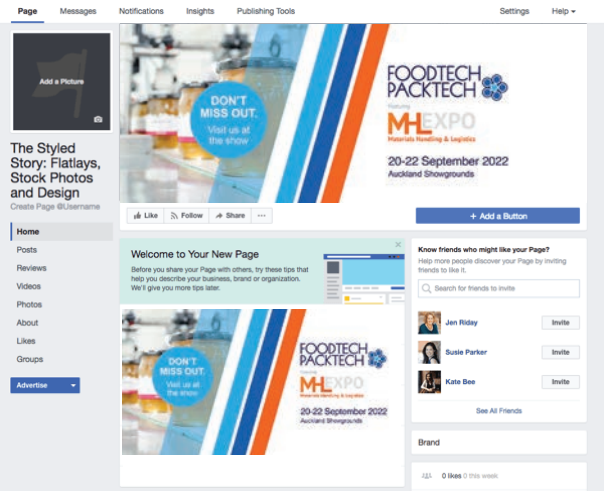 Page Messages Notifications Insights Publishing Tools Settings Help
Add a Picture
The Styled
Story: Flatlays,
Stock Photos
and Design
Create Page @Username
Home
Posts
Reviews
Videos
Photos
About
Likes
Groups
Advertise
DON'T
MISS OUT.
Visit us at
the show
FOODTECH
PACKTECH
Featuring
MHLEXPO
Materials Handling & Logistics
20-22 September 2022
Auckland Showgrounds
Like Follow Share ...
+ Add a Button
Welcome to Your New Page
Before you share your Page with others, try these tips that
help you describe your business, brand or organization.
We'll give you more tips later.
DON'T
MISS OUT.
Visit us at
the show
FOODTECH
PACKTECH
Featuring
MHLEXPO
Materials Handling & Logistics
20-22 September 2022
Auckland Showgrounds
Know friends who might like your Page?
Help more people discover your Page by inviting
friends to like it.
Search for friends to invite
Jen Riday Invite
Susie Parker Invite
Kate Bee Invite
See All Friends
Brand
0 likes 0 this week